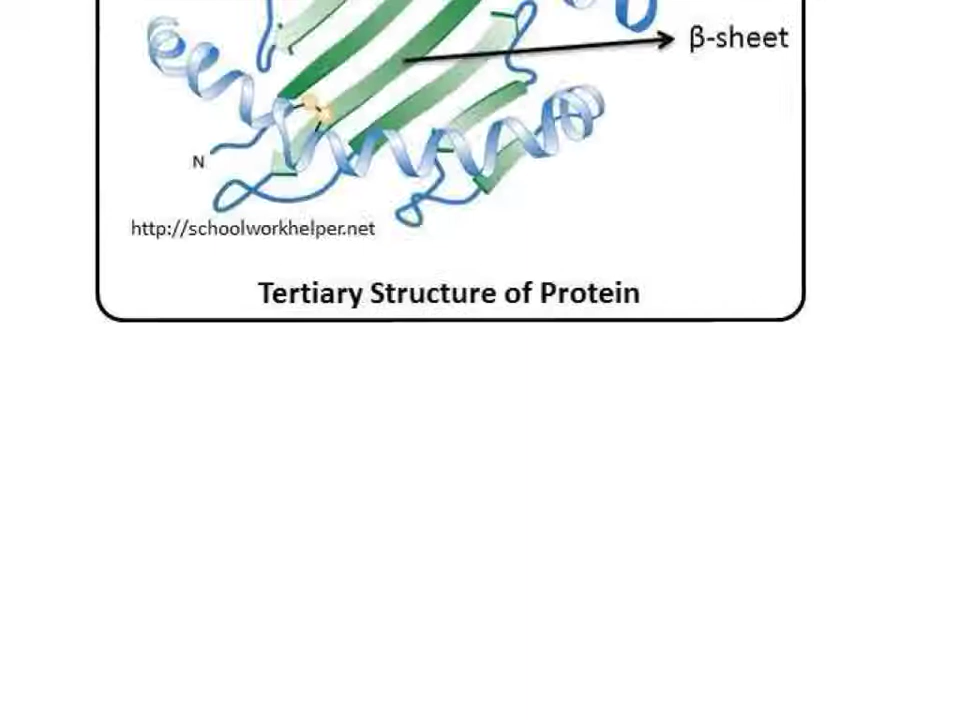 β-sheet
N
http://schoolworkhelper.net
Tertiary Structure of Protein